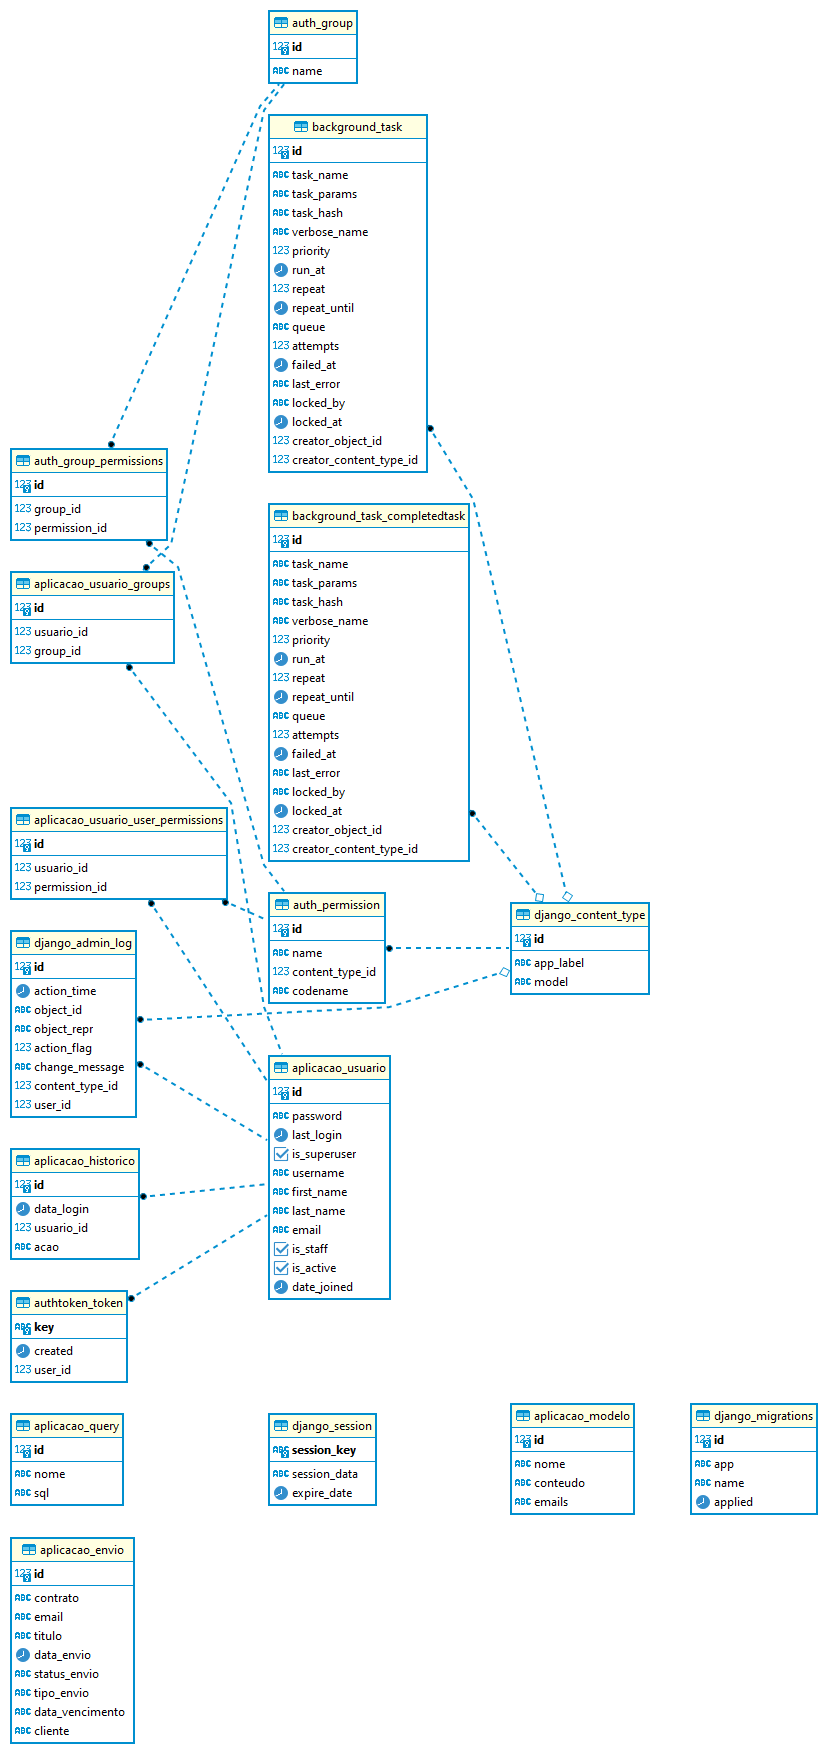 auth_group
123 id
ABC name
background_task
123 id
ABC task_name
ABC task_params
ABC task_hash
ABC verbose_name
123 priority
run_at
123 repeat
repeat_until
ABC queue
123 attempts
failed_at
ABC last_error
ABC locked_by
locked_at
123 creator_object_id
123 creator_content_type_id
auth_group_permissions
123 id
123 group_id
123 permission_id
background_task_completedtask
123 id
ABC task_name
ABC task_params
ABC task_hash
ABC verbose_name
123 priority
run_at
123 repeat
repeat_until
ABC queue
123 attempts
failed_at
ABC last_error
ABC locked_by
locked_at
123 creator_object_id
123 creator_content_type_id
aplicacao_usuario_groups
123 id
123 usuario_id
123 group_id
aplicacao_usuario_user_permissions
123 id
123 usuario_id
123 permission_id
auth_permission
123 id
ABC name
123 content_type_id
ABC codename
django_content_type
123 id
ABC app_label
ABC model
django_admin_log
123 id
action_time
ABC object_id
ABC object_repr
123 action_flag
ABC change_message
123 content_type_id
123 user_id
aplicacao_usuario
123 id
ABC password
last_login
is_superuser
ABC username
ABC first_name
ABC last_name
ABC email
is_staff
is_active
date_joined
aplicacao_historico
123 id
data_login
123 usuario_id
ABC acao
authtoken_token
ABC key
created
123 user_id
aplicacao_query
123 id
ABC nome
ABC sql
django_session
ABC session_key
ABC session_data
expire_date
aplicacao_modelo
123 id
ABC nome
ABC conteudo
ABC emails
django_migrations
123 id
ABC app
ABC name
applied
aplicacao_envio
123 id
ABC contrato
ABC email
ABC titulo
data_envio
ABC status_envio
ABC tipo_envio
ABC data_vencimento
ABC cliente